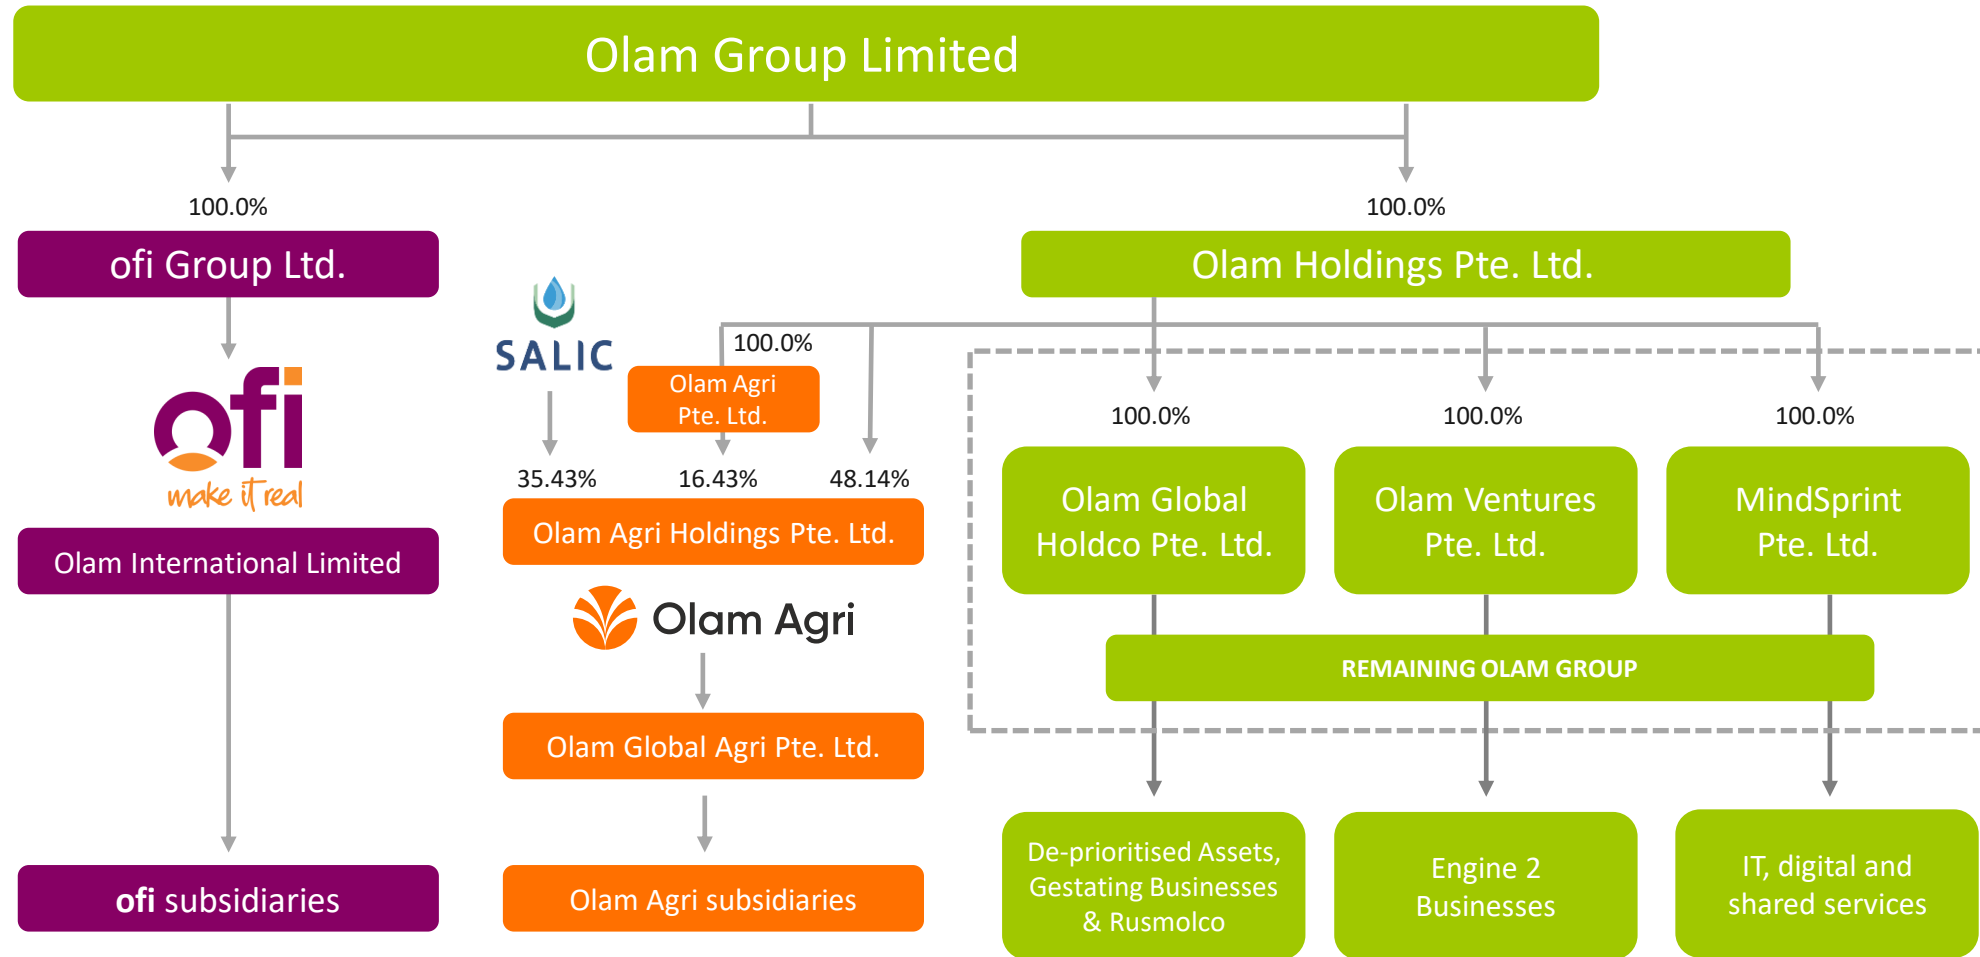 Olam Group Limited
100.0%
100.0%
ofi Group Ltd.
Olam Holdings Pte. Ltd.
SALIC
100.0%
Olam Agri
Pte. Ltd.
ofi
make it real
35.43%
16.43%
48.14%
100.0%
100.0%
100.0%
Olam International Limited
Olam Agri Holdings Pte. Ltd.
Olam Global
Holdco Pte. Ltd.
Olam Ventures
Pte. Ltd.
MindSprint
Pte. Ltd.
Olam Agri
REMAINING OLAM GROUP
Olam Global Agri Pte. Ltd.
ofi subsidiaries
Olam Agri subsidiaries
De-prioritised Assets,
Gestating Businesses
& Rusmolco
Engine 2
Businesses
IT, digital and
shared services